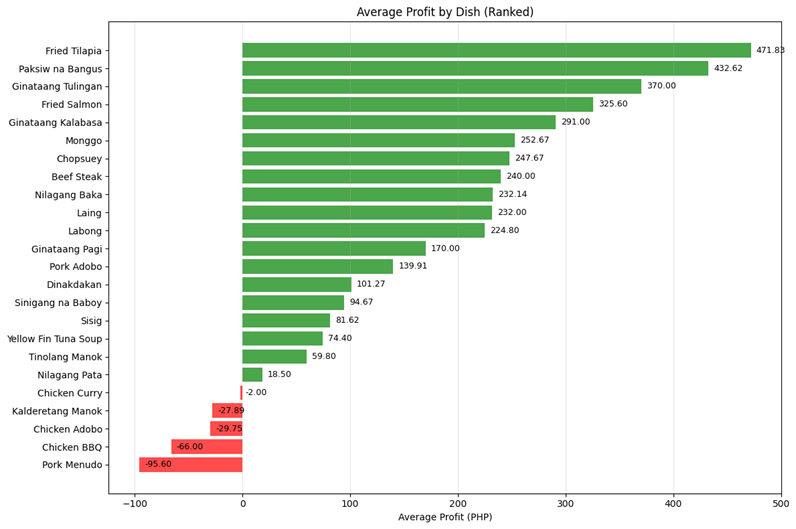 Average Profit by Dish (Ranked)
Fried Tilapia 471.83
Paksiw na Bangus 432.62
Ginataang Tulingan 370.00
Fried Salmon 325.60
Ginataang Kalabasa 291.00
Monggo 252.67
Chopsuey 247.67
Beef Steak 240.00
Nilagang Baka 232.14
Laing 232.00
Labong 224.80
Ginataang Pagi 170.00
Pork Adobo 139.91
Dinakdakan 101.27
Sinigang na Baboy 94.67
Sisig 81.62
Yellow Fin Tuna Soup 74.40
Tinolang Manok 59.80
Nilagang Pata 18.50
Chicken Curry -2.00
Kalderetang Manok -27.89
Chicken Adobo -29.75
Chicken BBQ -66.00
Pork Menudo -95.60
−100 0 100 200 300 400 500
Average Profit (PHP)